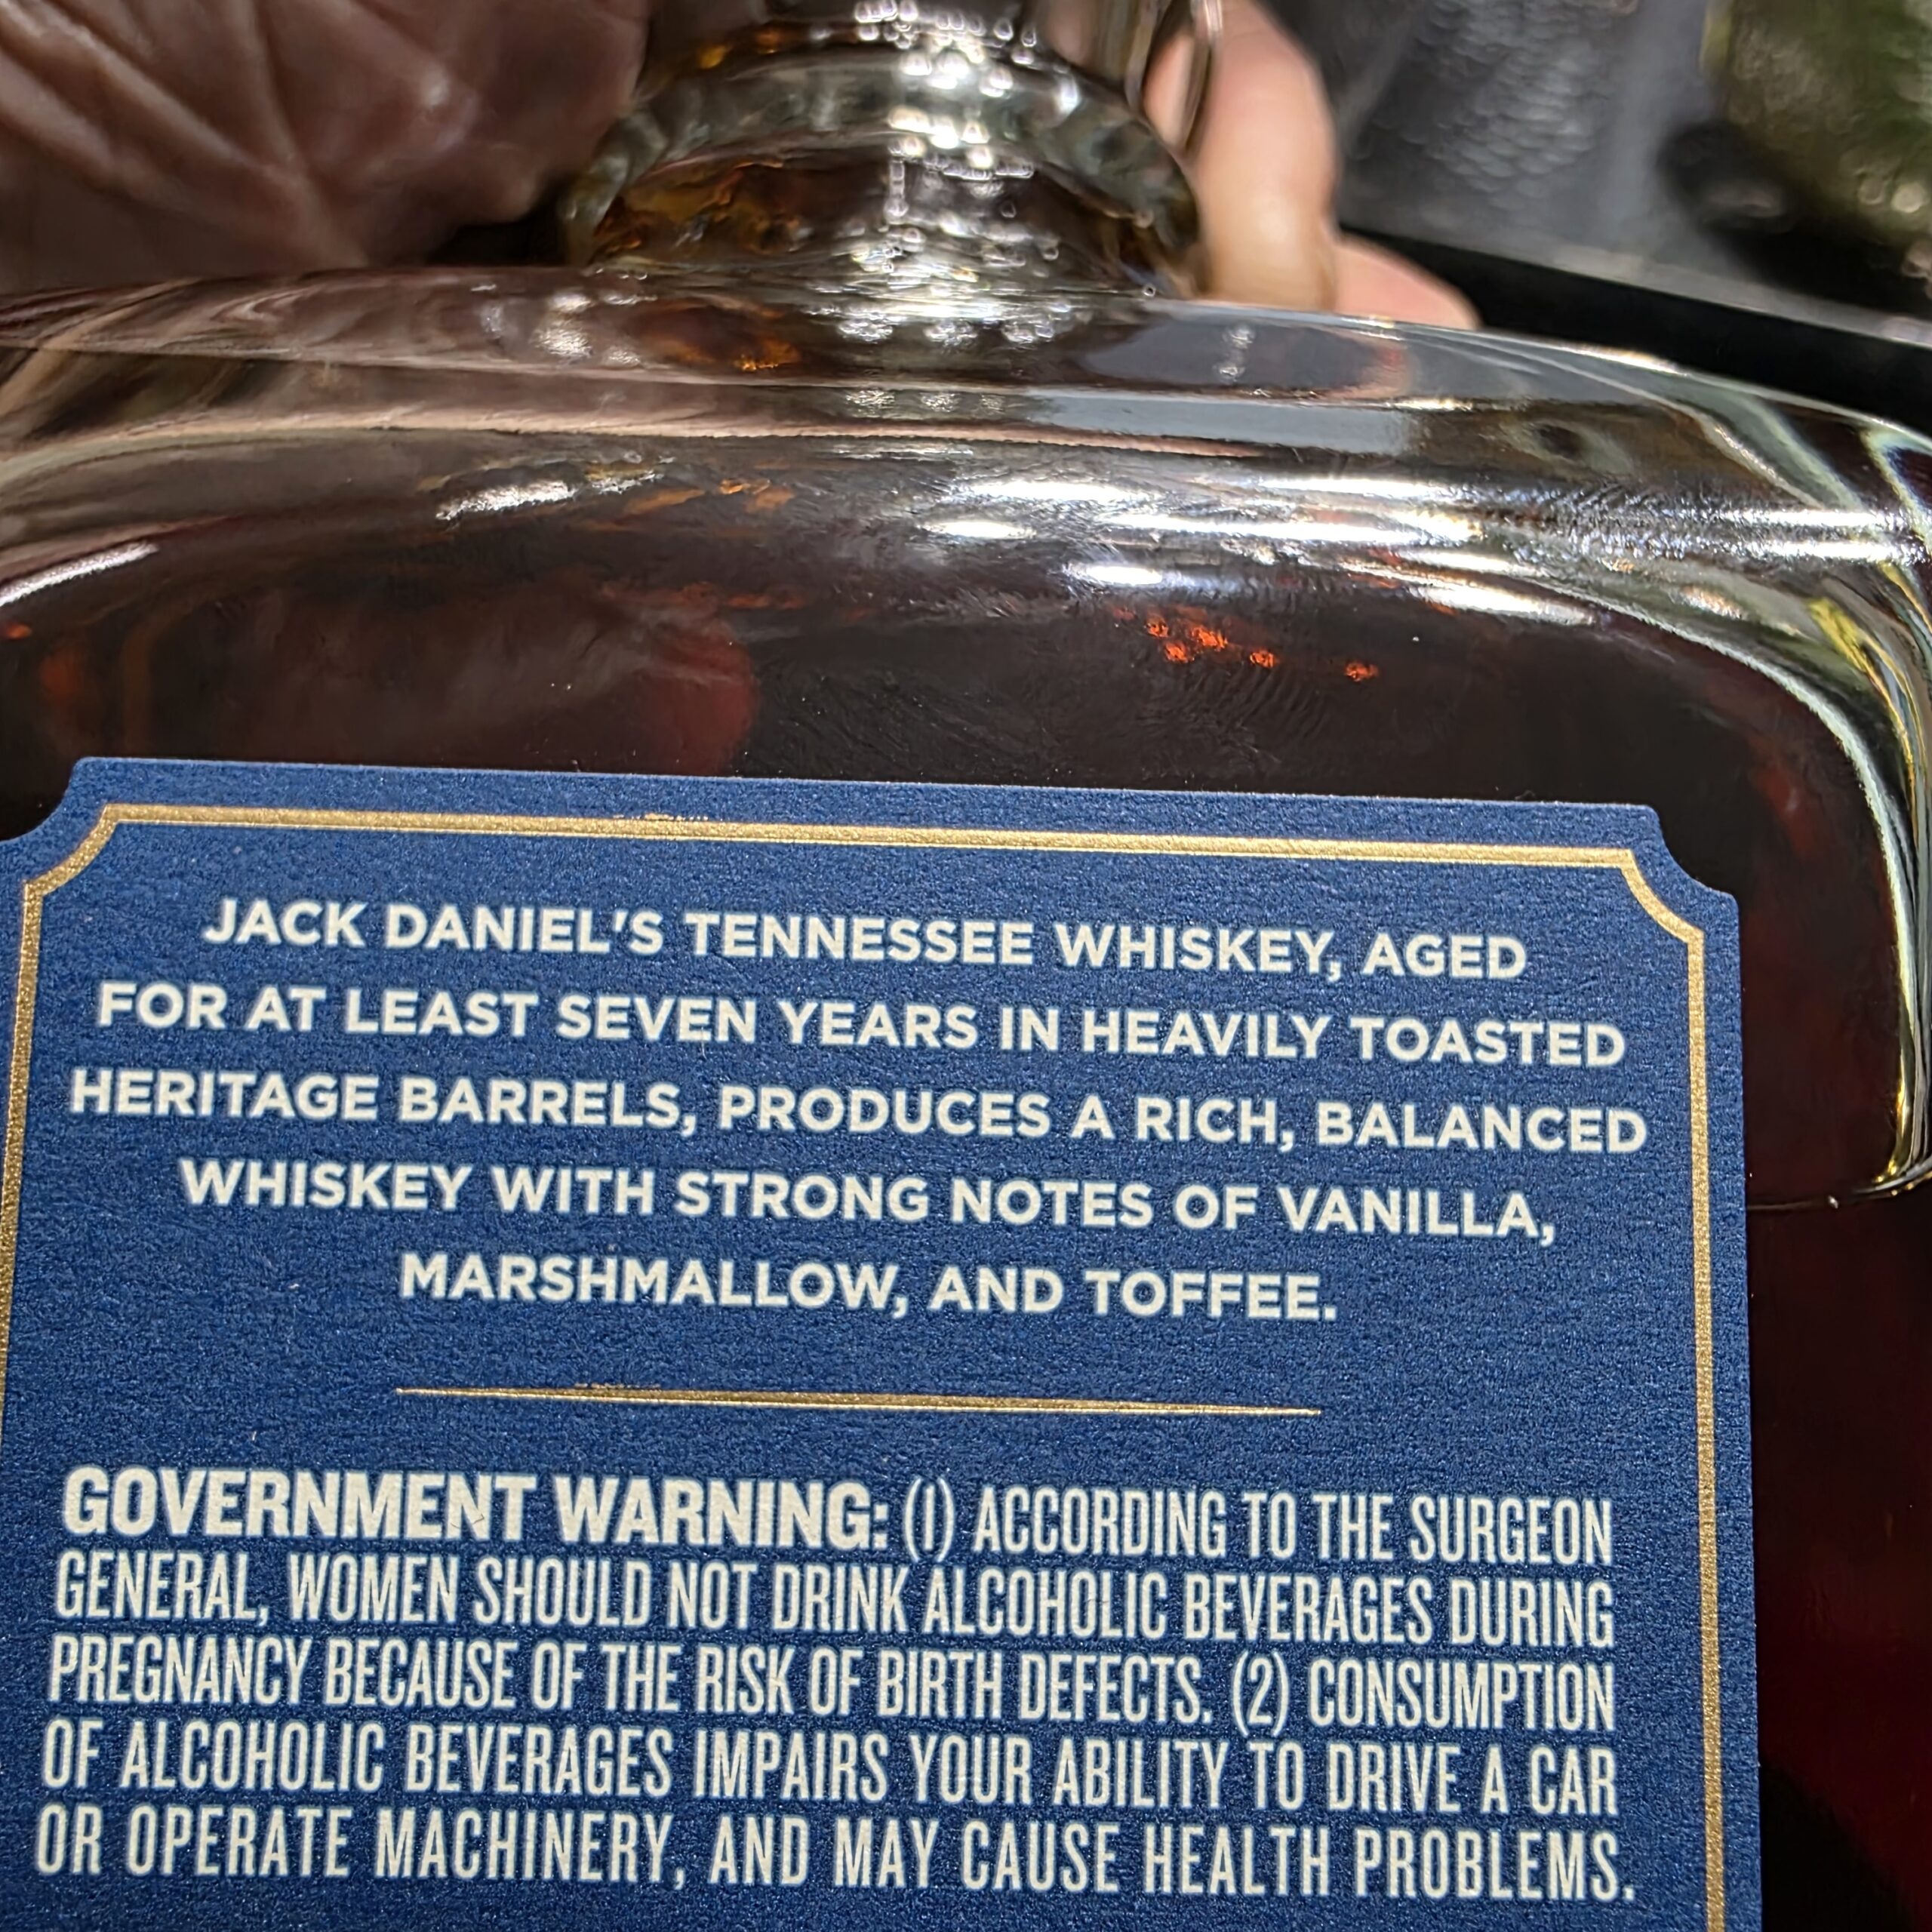 JACK DANIEL'S TENNESSEE WHISKEY, AGED
FOR AT LEAST SEVEN YEARS IN HEAVILY TOASTED
HERITAGE BARRELS, PRODUCES A RICH, BALANCED
WHISKEY WITH STRONG NOTES OF VANILLA,
MARSHMALLOW, AND TOFFEE.
GOVERNMENT WARNING: (1) ACCORDING TO THE SURGEON
GENERAL, WOMEN SHOULD NOT DRINK ALCOHOLIC BEVERAGES DURING
PREGNANCY BECAUSE OF THE RISK OF BIRTH DEFECTS. (2) CONSUMPTION
OF ALCOHOLIC BEVERAGES IMPAIRS YOUR ABILITY TO DRIVE A CAR
OR OPERATE MACHINERY, AND MAY CAUSE HEALTH PROBLEMS.